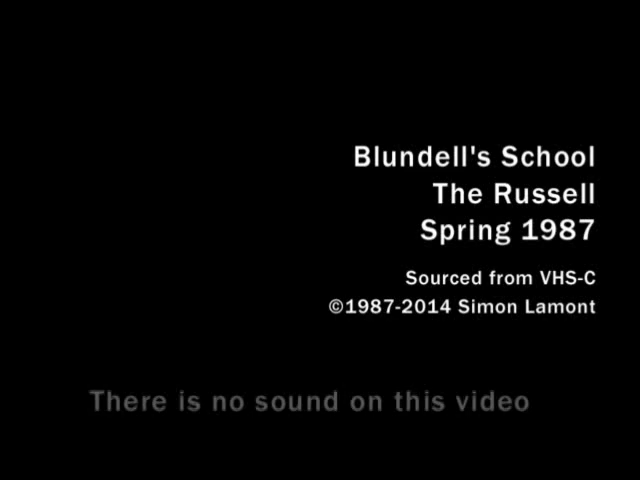 Blundell's School
The Russell
Spring 1987
Sourced from VHS-C
©1987-2014 Simon Lamont
There is no sound on this video